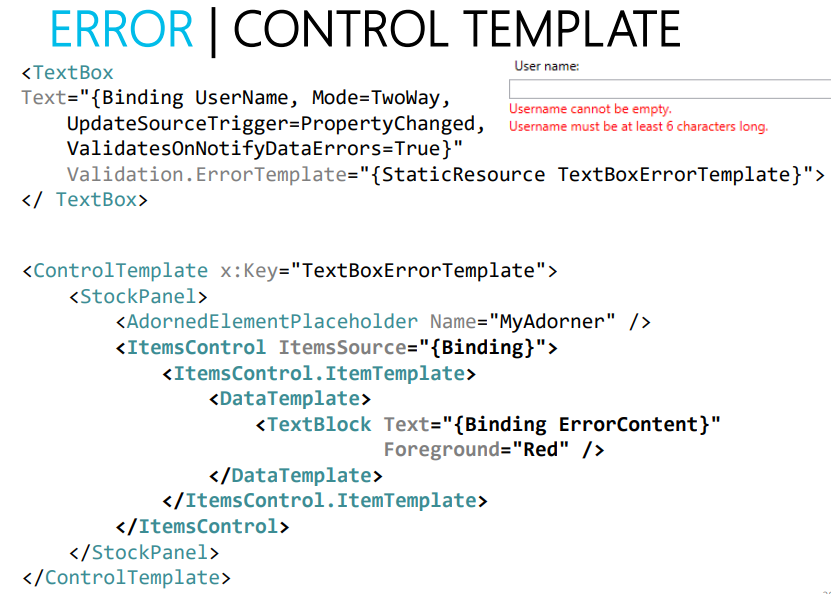 ERROR | CONTROL TEMPLATE
<TextBox
Text="{Binding UserName, Mode=TwoWay,
UpdateSourceTrigger=PropertyChanged,
ValidatesOnNotifyDataErrors=True}"
Validation.ErrorTemplate="{StaticResource TextBoxErrorTemplate}">
</ TextBox>
User name:
Username cannot be empty.
Username must be at least 6 characters long.
<ControlTemplate x:Key="TextBoxErrorTemplate">
<StockPanel>
<AdornedElementPlaceholder Name="MyAdorner" />
<ItemsControl ItemsSource="{Binding}">
<ItemsControl.ItemTemplate>
<DataTemplate>
<TextBlock Text="{Binding ErrorContent}"
Foreground="Red" />
</DataTemplate>
</ItemsControl.ItemTemplate>
</ItemsControl>
</StockPanel>
</ControlTemplate>